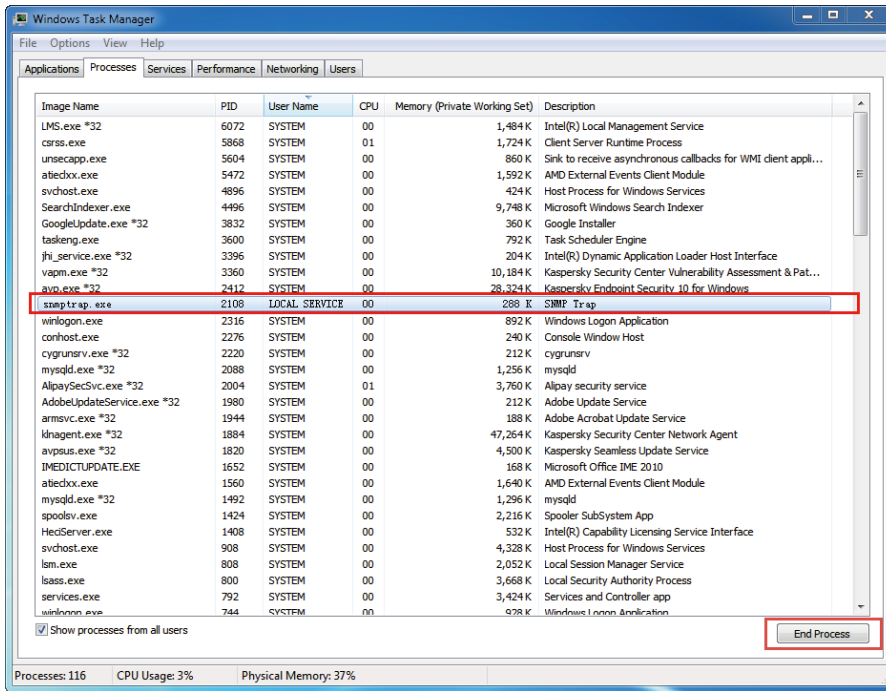 Windows Task Manager
File Options View Help
Applications Processes Services Performance Networking Users
Image Name PID User Name CPU Memory (Private Working Set) Description
LMS.exe *32 6072 SYSTEM 00 1,484 K Intel(R) Local Management Service
csrss.exe 5868 SYSTEM 01 1,724 K Client Server Runtime Process
unsecapp.exe 5604 SYSTEM 00 860 K Sink to receive asynchronous callbacks for WMI client appli...
atiedxx.exe 5472 SYSTEM 00 1,592 K AMD External Events Client Module
svchost.exe 4896 SYSTEM 00 424 K Host Process for Windows Services
SearchIndexer.exe 4496 SYSTEM 00 9,748 K Microsoft Windows Search Indexer
GoogleUpdate.exe *32 3832 SYSTEM 00 360 K Google Installer
taskeng.exe 3600 SYSTEM 00 792 K Task Scheduler Engine
jhi_service.exe *32 3396 SYSTEM 00 204 K Intel(R) Dynamic Application Loader Host Interface
vapm.exe *32 3360 SYSTEM 00 10,184 K Kaspersky Security Center Vulnerability Assessment & Pat...
avp.exe *32 2412 SYSTEM 00 28,324 K Kaspersky Endpoint Security 10 for Windows
snmptrap.exe 2108 LOCAL SERVICE 00 288 K SNMP Trap
winlogon.exe 2316 SYSTEM 00 892 K Windows Logon Application
conhost.exe 2276 SYSTEM 00 240 K Console Window Host
cygrunsrv.exe *32 2220 SYSTEM 00 212 K cygrunsrv
mysqld.exe *32 2088 SYSTEM 00 1,256 K mysqld
AlipaySecSvc.exe *32 2004 SYSTEM 01 3,760 K Alipay security service
AdobeUpdateService.exe *32 1980 SYSTEM 00 212 K Adobe Update Service
armsvc.exe *32 1944 SYSTEM 00 188 K Adobe Acrobat Update Service
klnagent.exe *32 1884 SYSTEM 00 47,264 K Kaspersky Security Center Network Agent
avpsus.exe *32 1820 SYSTEM 00 4,500 K Kaspersky Seamless Update Service
IMEDICTUPDATE.EXE 1652 SYSTEM 00 168 K Microsoft Office IME 2010
atiedxx.exe 1560 SYSTEM 00 1,640 K AMD External Events Client Module
mysqld.exe *32 1492 SYSTEM 00 1,296 K mysqld
spoolsv.exe 1424 SYSTEM 00 2,216 K Spooler SubSystem App
HeciServer.exe 1408 SYSTEM 00 532 K Intel(R) Capability Licensing Service Interface
svchost.exe 908 SYSTEM 00 4,328 K Host Process for Windows Services
lsm.exe 808 SYSTEM 00 2,052 K Local Session Manager Service
lsass.exe 800 SYSTEM 00 3,668 K Local Security Authority Process
services.exe 792 SYSTEM 00 3,424 K Services and Controller app
winlogon.exe 744 SYSTEM 00 928 K Windows Logon Application
Show processes from all users
End Process
Processes: 116 CPU Usage: 3% Physical Memory: 37%